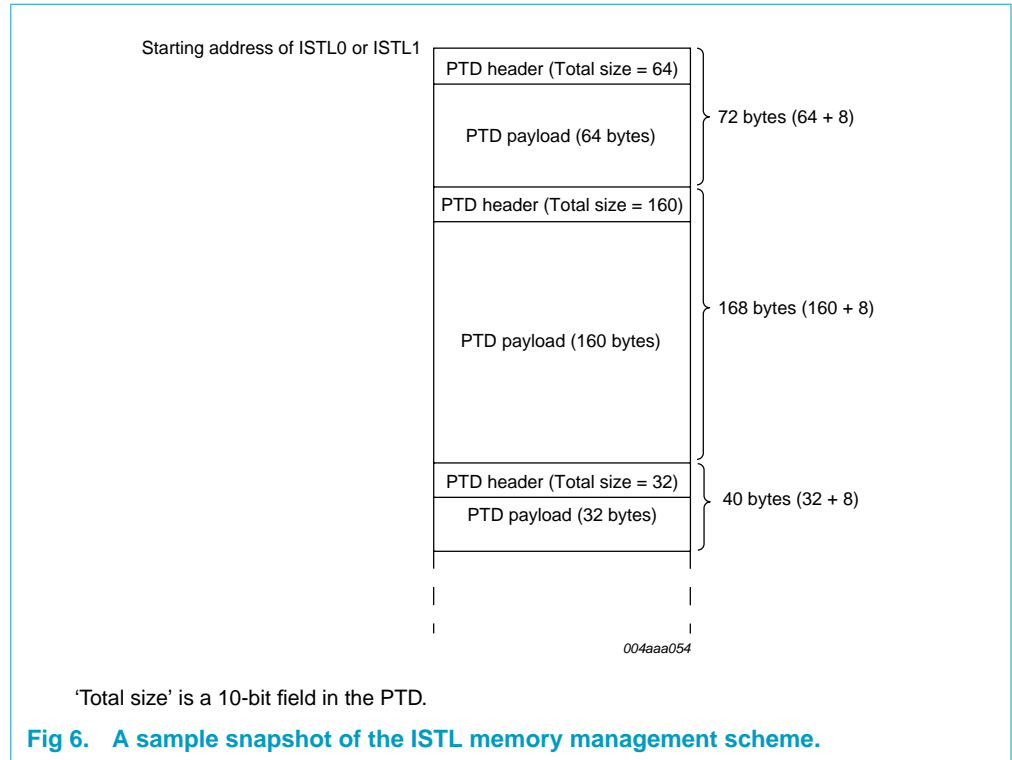 Starting address of ISTL0 or ISTL1
PTD header (Total size = 64)
72 bytes (64 + 8)
PTD payload (64 bytes)
PTD header (Total size = 160)
168 bytes (160 + 8)
PTD payload (160 bytes)
PTD header (Total size = 32)
40 bytes (32 + 8)
PTD payload (32 bytes)
004aaa054
‘Total size’ is a 10-bit field in the PTD.
Fig 6. A sample snapshot of the ISTL memory management scheme.